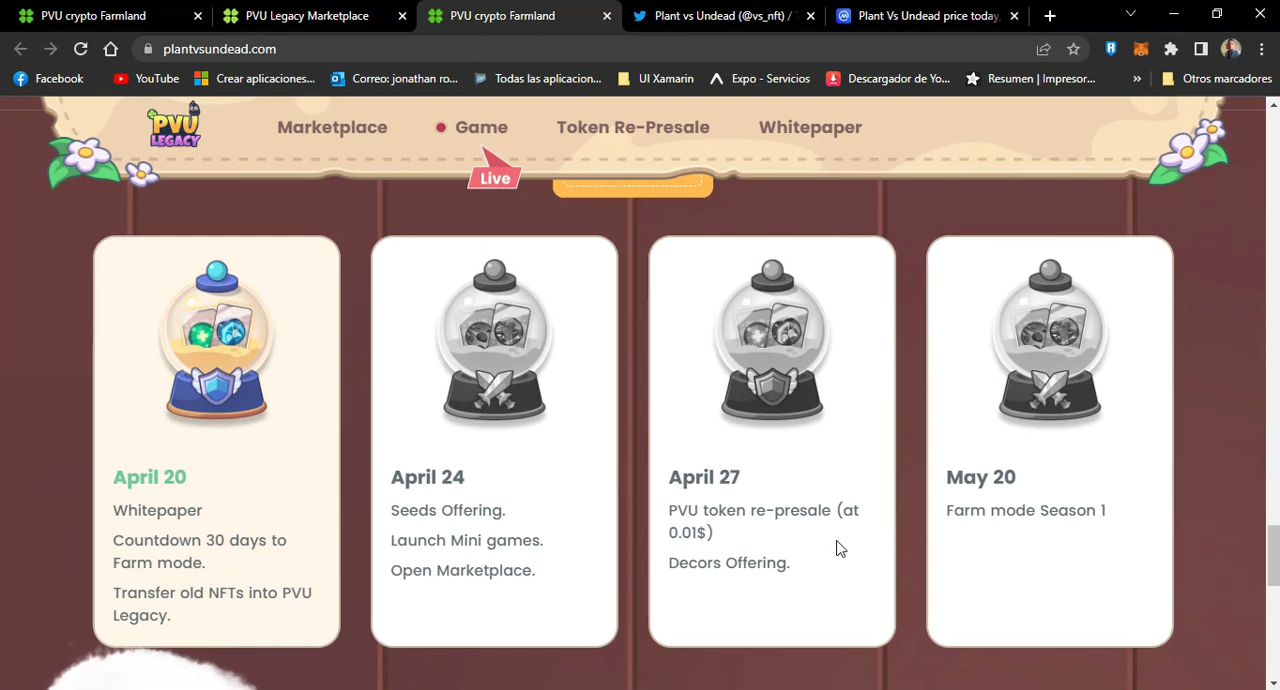 PVU crypto Farmland
PVU Legacy Marketplace
PVU crypto Farmland
Plant vs Undead (@vs_nft) / T
Plant Vs Undead price today,
plantvsundead.com
Facebook
YouTube
Crear aplicaciones...
Correo: jonathan ro...
Todas las aplicacion...
UI Xamarin
Expo - Servicios
Descargador de Yo...
Resumen | Impresor...
»
Otros marcadores
PVU
LEGACY
Marketplace
Game
Token Re-Presale
Whitepaper
Live
April 20
Whitepaper
Countdown 30 days to
Farm mode.
Transfer old NFTs into PVU
Legacy.
April 24
Seeds Offering.
Launch Mini games.
Open Marketplace.
April 27
PVU token re-presale (at
0.01$)
Decors Offering.
May 20
Farm mode Season 1